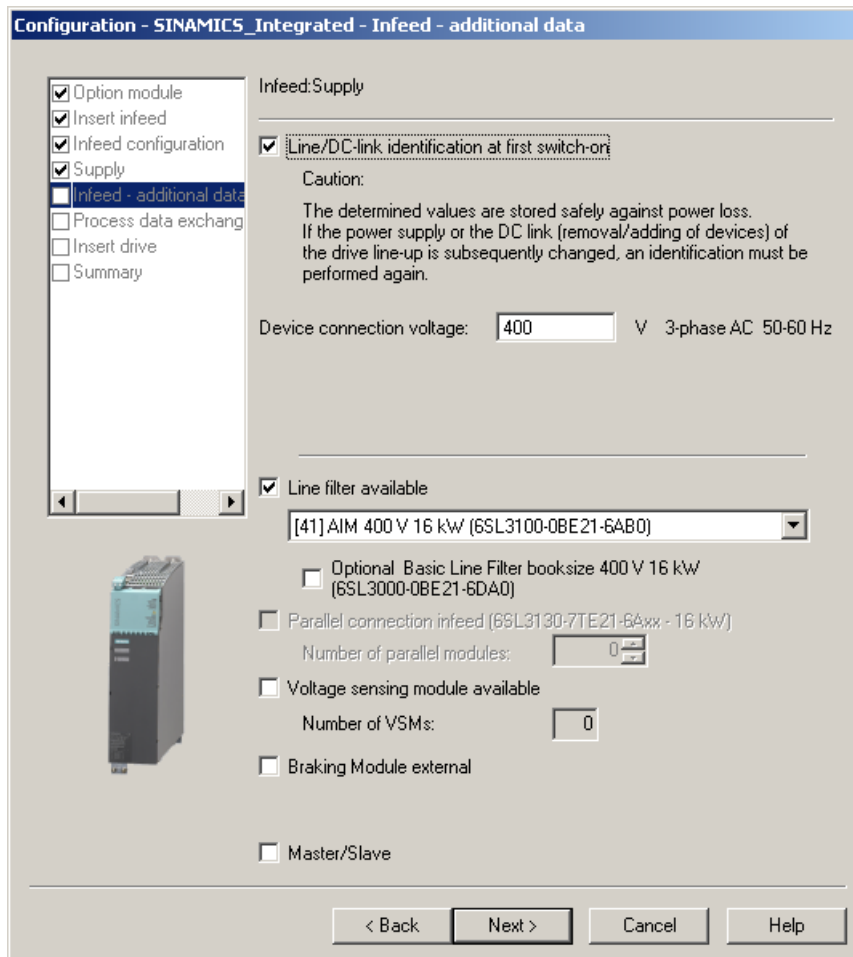 Configuration - SINAMICS_Integrated - Infeed - additional data
Option module
Insert infeed
Infeed configuration
Supply
Infeed - additional data
Process data exchang
Insert drive
Summary
Infeed:Supply
Line/DC-link identification at first switch-on
Caution:
The determined values are stored safely against power loss.
If the power supply or the DC link (removal/adding of devices) of
the drive line-up is subsequently changed, an identification must be
performed again.
Device connection voltage: 400 V 3-phase AC 50-60 Hz
Line filter available
[41] AIM 400 V 16 kW (6SL3100-0BE21-6AB0)
Optional Basic Line Filter booksize 400 V 16 kW
(6SL3000-0BE21-6DA0)
Parallel connection infeed (6SL3130-7TE21-6Axx - 16 kW)
Number of parallel modules: 0
Voltage sensing module available
Number of VSMs: 0
Braking Module external
Master/Slave
< Back Next > Cancel Help